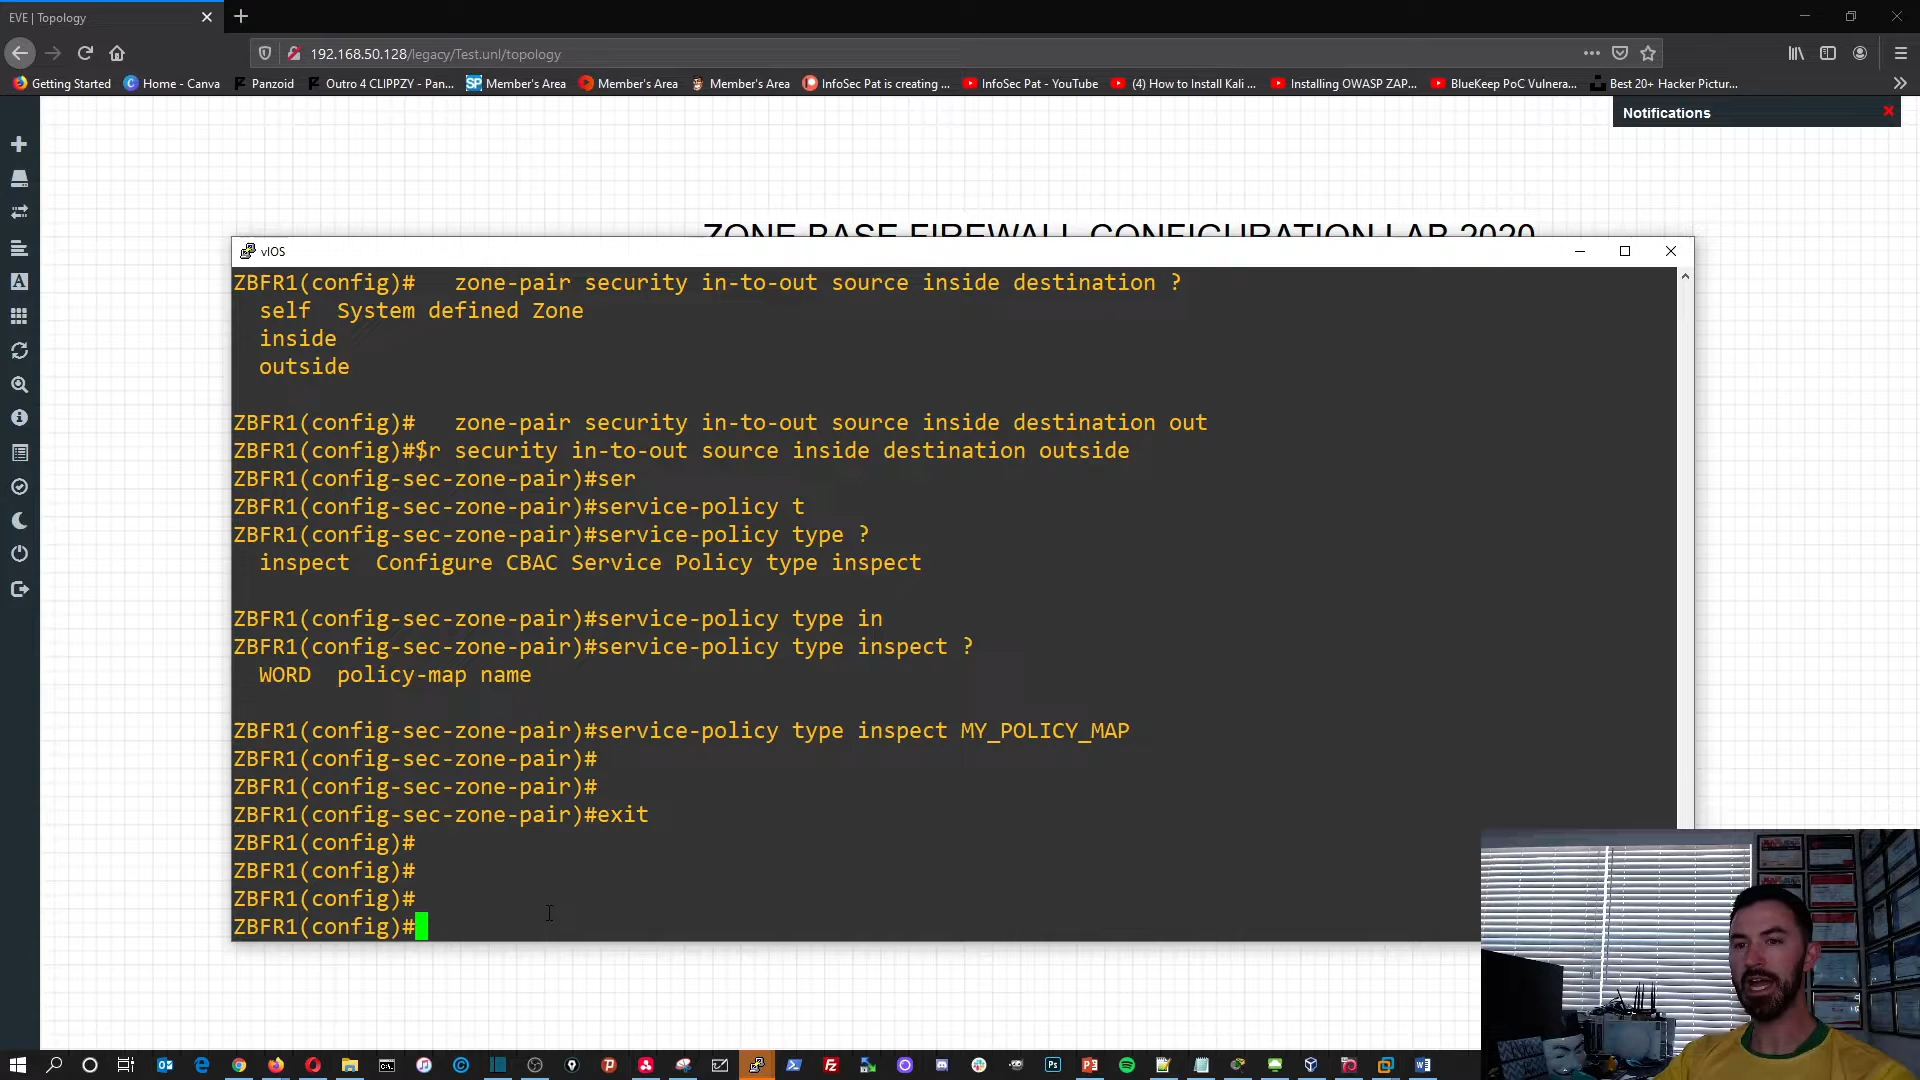 EVE | Topology
192.168.50.128/legacy/Test.unl/topology
Getting Started
Home - Canva
Panzoid
Outro 4 CLIPPZY - Pan...
SP Member's Area
Member's Area
Member's Area
InfoSec Pat is creating ...
InfoSec Pat - YouTube
(4) How to Install Kali ...
Installing OWASP ZAP...
BlueKeep PoC Vulnera...
Best 20+ Hacker Pictur...
Notifications
ZONE BASE FIREWALL CONFIGURATION LAB 2020
vIOS
ZBFR1(config)#   zone-pair security in-to-out source inside destination ?
self  System defined Zone
inside
outside
ZBFR1(config)#   zone-pair security in-to-out source inside destination out
ZBFR1(config)#$r security in-to-out source inside destination outside
ZBFR1(config-sec-zone-pair)#ser
ZBFR1(config-sec-zone-pair)#service-policy t
ZBFR1(config-sec-zone-pair)#service-policy type ?
inspect  Configure CBAC Service Policy type inspect
ZBFR1(config-sec-zone-pair)#service-policy type in
ZBFR1(config-sec-zone-pair)#service-policy type inspect ?
WORD  policy-map name
ZBFR1(config-sec-zone-pair)#service-policy type inspect MY_POLICY_MAP
ZBFR1(config-sec-zone-pair)#
ZBFR1(config-sec-zone-pair)#
ZBFR1(config-sec-zone-pair)#exit
ZBFR1(config)#
ZBFR1(config)#
ZBFR1(config)#
ZBFR1(config)#